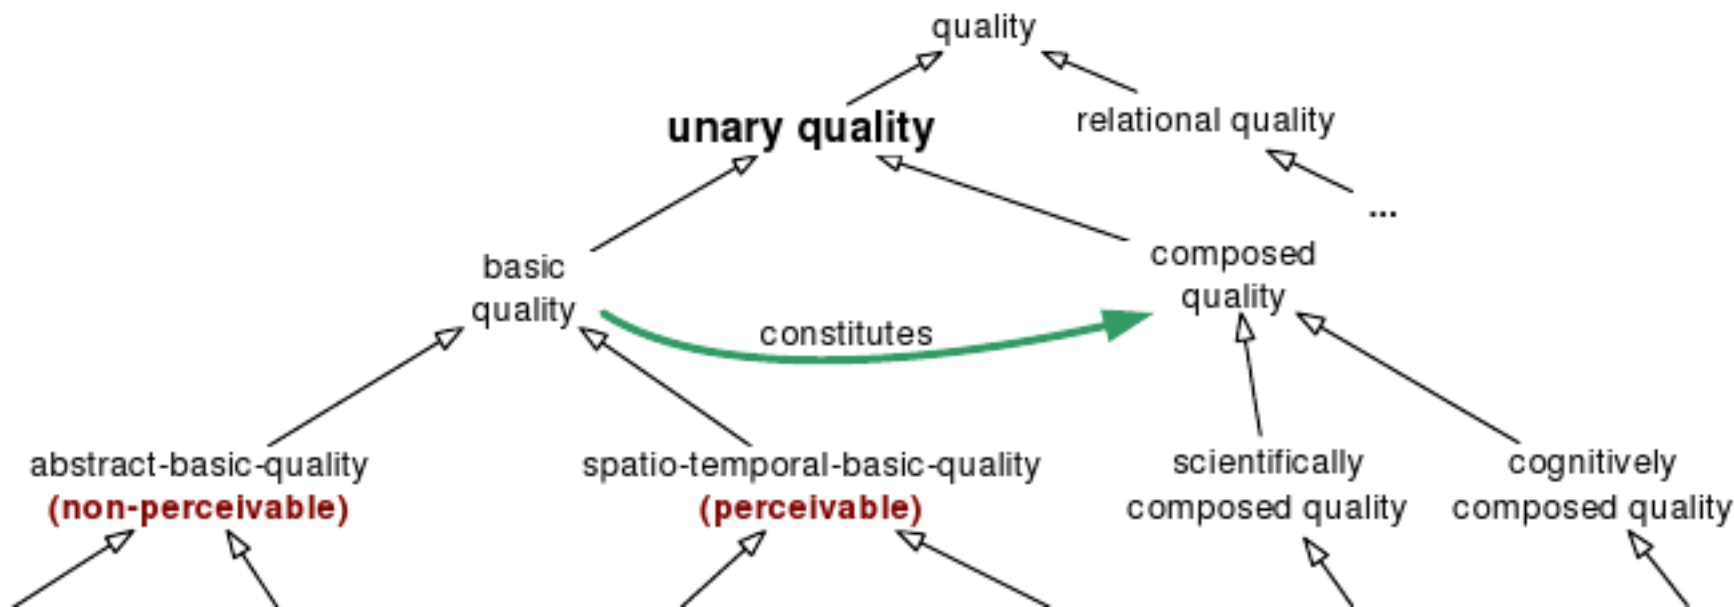 quality
unary quality
relational quality
...
basic
quality
composed
quality
constitutes
abstract-basic-quality
(non-perceivable)
spatio-temporal-basic-quality
(perceivable)
scientifically
composed quality
cognitively
composed quality